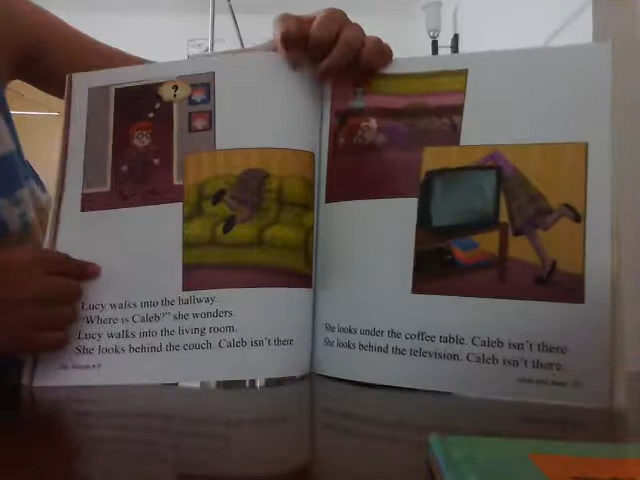 ?
Lucy walks into the hallway.
"Where is Caleb?" she wonders.
Lucy walks into the living room.
She looks behind the couch. Caleb isn't there.
She looks under the coffee table. Caleb isn't there.
She looks behind the television. Caleb isn't there.